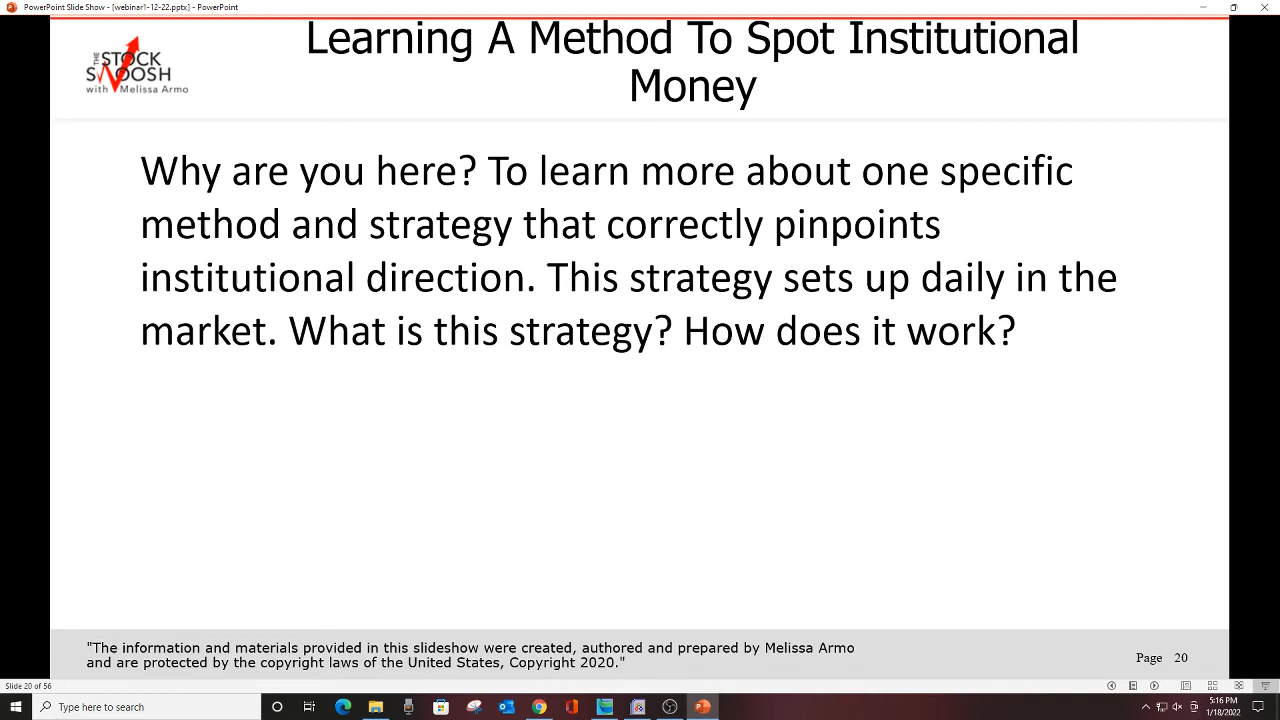 PowerPoint Slide Show - [webinar1-12-22.pptx] - PowerPoint
Learning A Method To Spot Institutional
Money
THE
STOCK
SWOOSH
with Melissa Armo
Why are you here? To learn more about one specific
method and strategy that correctly pinpoints
institutional direction. This strategy sets up daily in the
market. What is this strategy? How does it work?
"The information and materials provided in this slideshow were created, authored and prepared by Melissa Armo
and are protected by the copyright laws of the United States, Copyright 2020."
Page 20
Slide 20 of 56
Type here to search
5:16 PM
1/18/2022